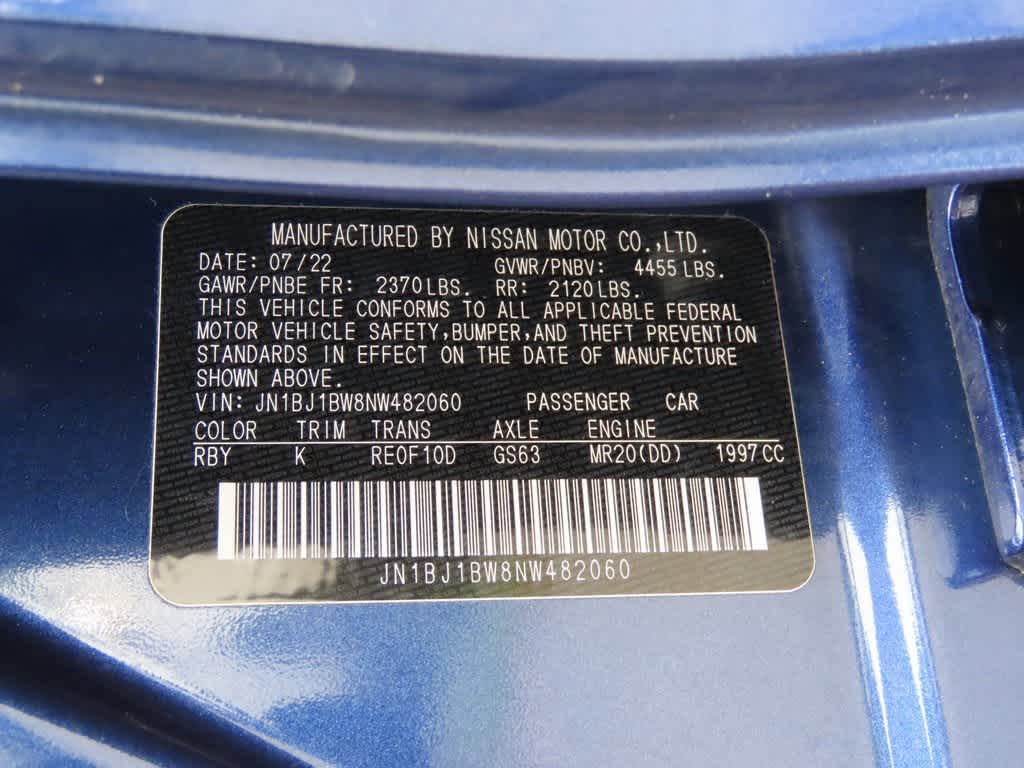 MANUFACTURED BY NISSAN MOTOR CO.,LTD.
DATE: 07/22 GVWR/PNBV: 4455 LBS.
GAWR/PNBE FR: 2370 LBS. RR: 2120 LBS.
THIS VEHICLE CONFORMS TO ALL APPLICABLE FEDERAL
MOTOR VEHICLE SAFETY, BUMPER, AND THEFT PREVENTION
STANDARDS IN EFFECT ON THE DATE OF MANUFACTURE
SHOWN ABOVE.
VIN: JN1BJ1BW8NW482060 PASSENGER CAR
COLOR TRIM TRANS AXLE ENGINE
RBY K RE0F10D GS63 MR20(DD) 1997CC
JN1BJ1BW8NW482060